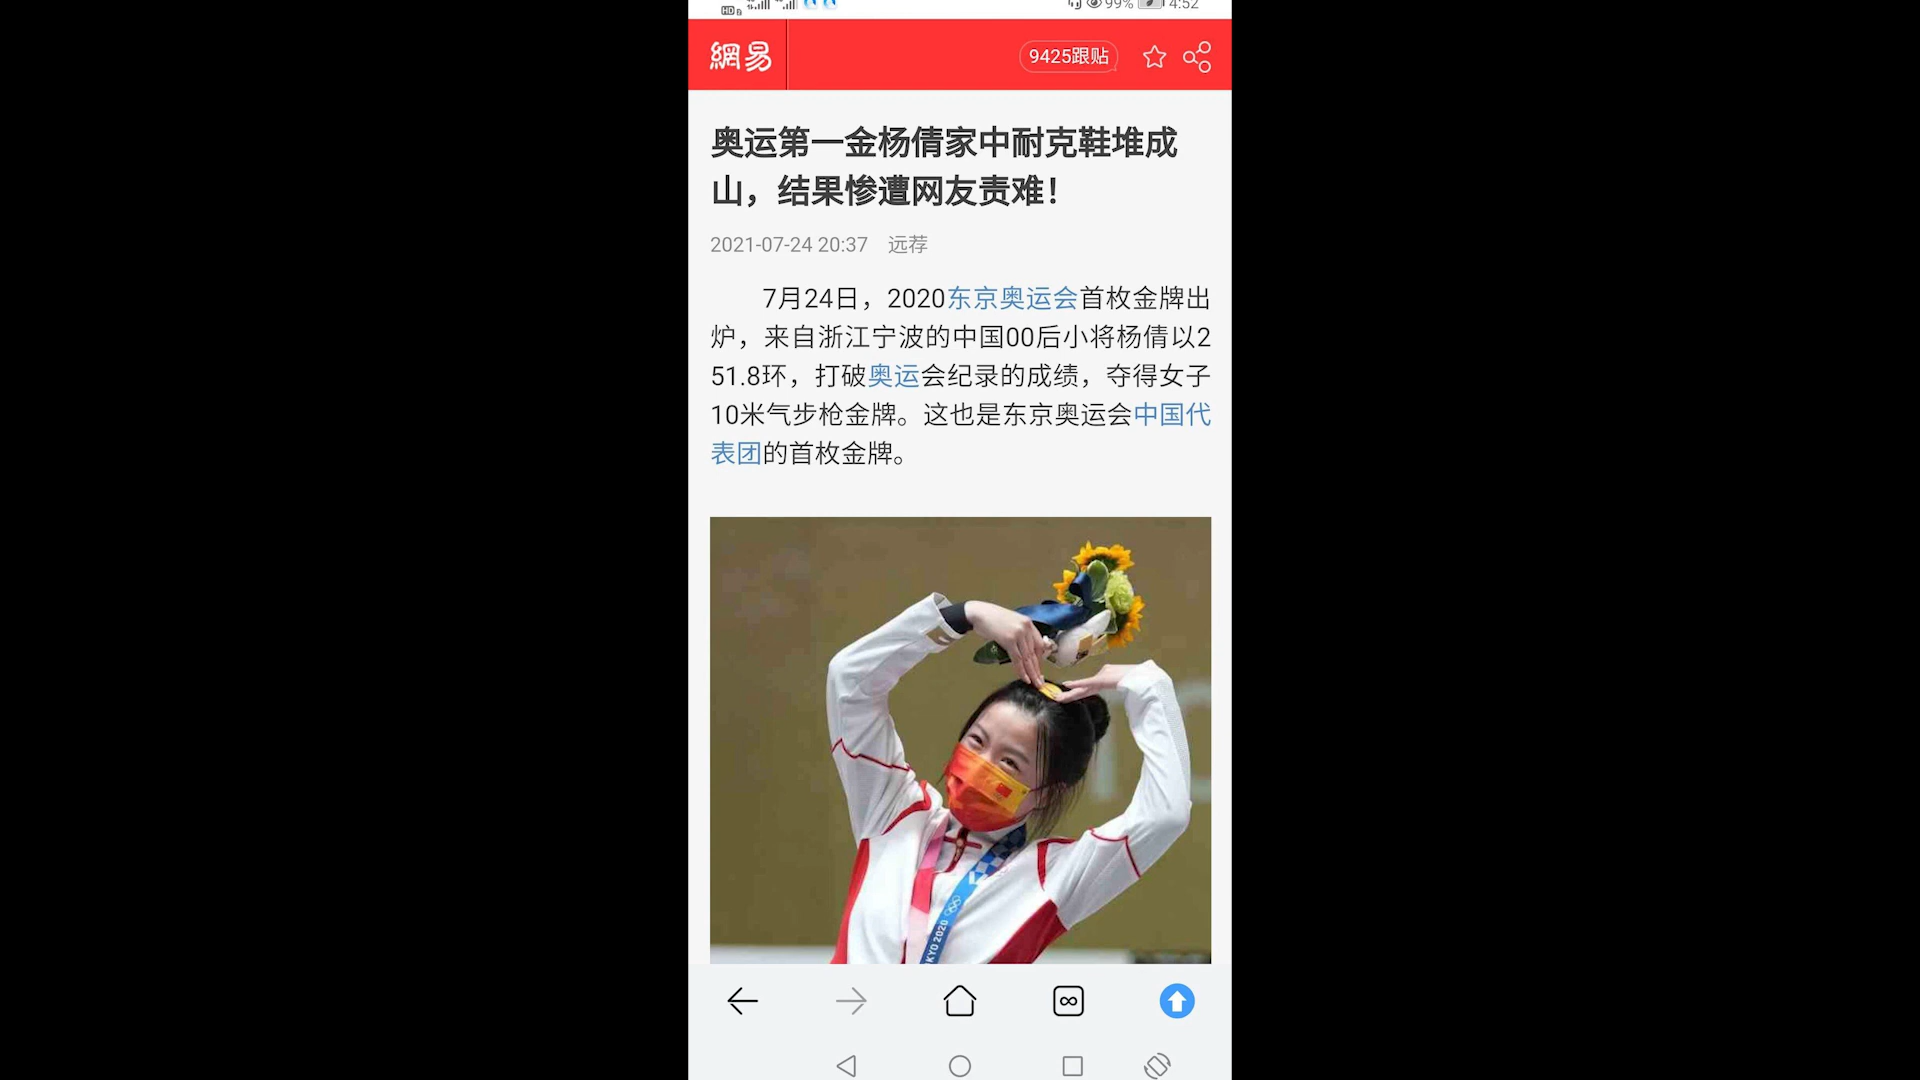 99% 4:52
網易
9425跟贴
奥运第一金杨倩家中耐克鞋堆成
山，结果惨遭网友责难！
2021-07-24 20:37 远荐
7月24日，2020东京奥运会首枚金牌出
炉，来自浙江宁波的中国00后小将杨倩以2
51.8环，打破奥运会纪录的成绩，夺得女子
10米气步枪金牌。这也是东京奥运会中国代
表团的首枚金牌。
KYO 2020